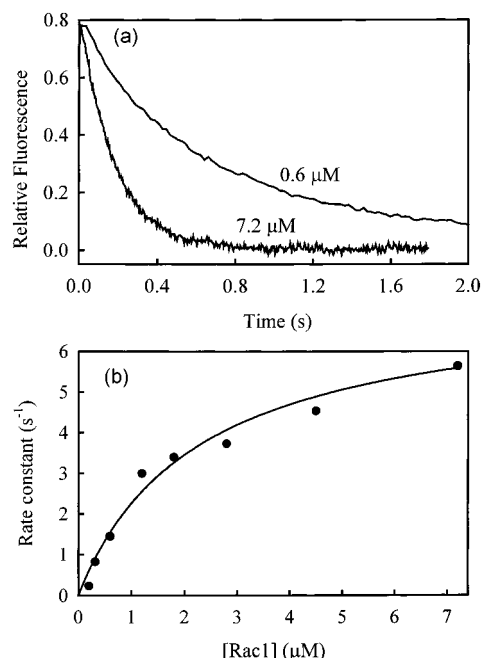 (a)
Relative Fluorescence
0.8
0.6
0.4
0.2
0.0
0.6 μM
7.2 μM
0.0 0.4 0.8 1.2 1.6 2.0
Time (s)
(b)
Rate constant (s⁻¹)
6
5
4
3
2
1
0
0 1 2 3 4 5 6 7
[Rac1] (μM)